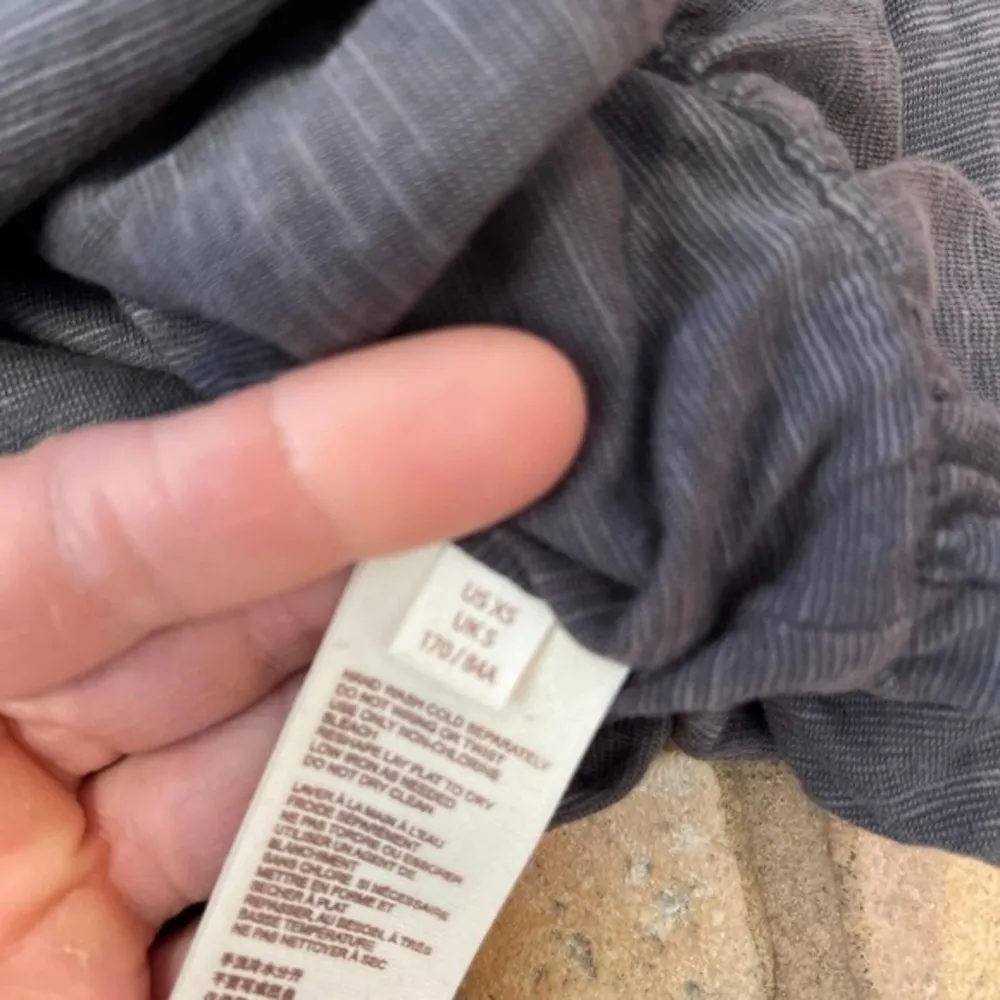 US XS
UK S
170 / 84A
HAND WASH COLD SEPARATELY
DO NOT WRING OR TWIST
USE ONLY NON-CHLORINE
BLEACH
RESHAPE, LAY FLAT TO DRY
LOW IRON AS NEEDED
DO NOT DRY CLEAN
LAVER À LA MAIN À L'EAU
FROIDE SÉPARÉMENT
NE PAS TORDRE OU ESSORER
UTILISER UN AGENT DE
BLANCHIMENT
SANS CHLORE, SI NÉCESSAIRE
METTRE EN FORME ET
SÉCHER À PLAT
REPASSER AU BESOIN À TRÈS
BASSE TEMPÉRATURE
NE PAS NETTOYER À SEC